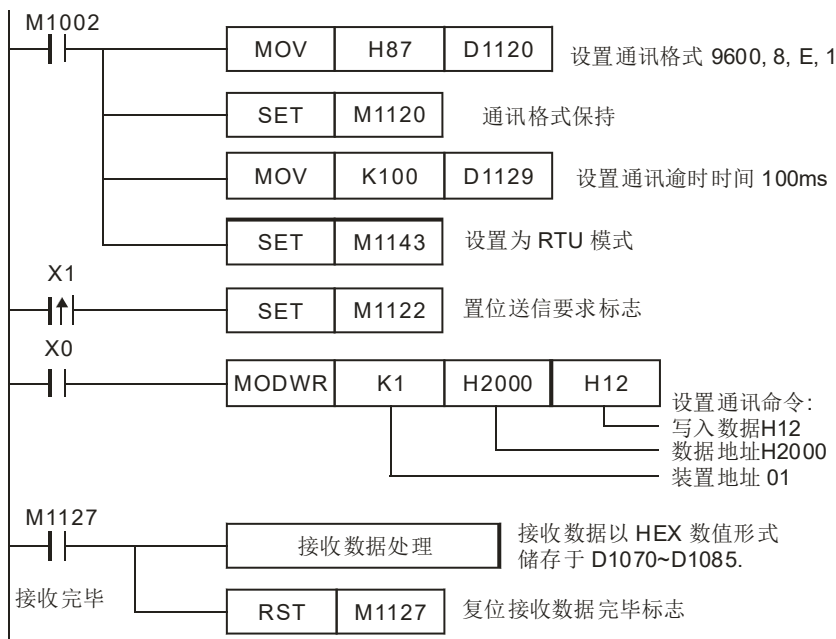 M1002
MOV H87 D1120 设置通讯格式 9600, 8, E, 1
SET M1120 通讯格式保持
MOV K100 D1129 设置通讯逾时时间 100ms
SET M1143 设置为 RTU 模式
X1
SET M1122 置位送信要求标志
X0
MODWR K1 H2000 H12
设置通讯命令:
写入数据H12
数据地址H2000
装置地址 01
M1127
接收数据处理
接收数据以 HEX 数值形式
储存于 D1070~D1085.
接收完毕
RST M1127 复位接收数据完毕标志